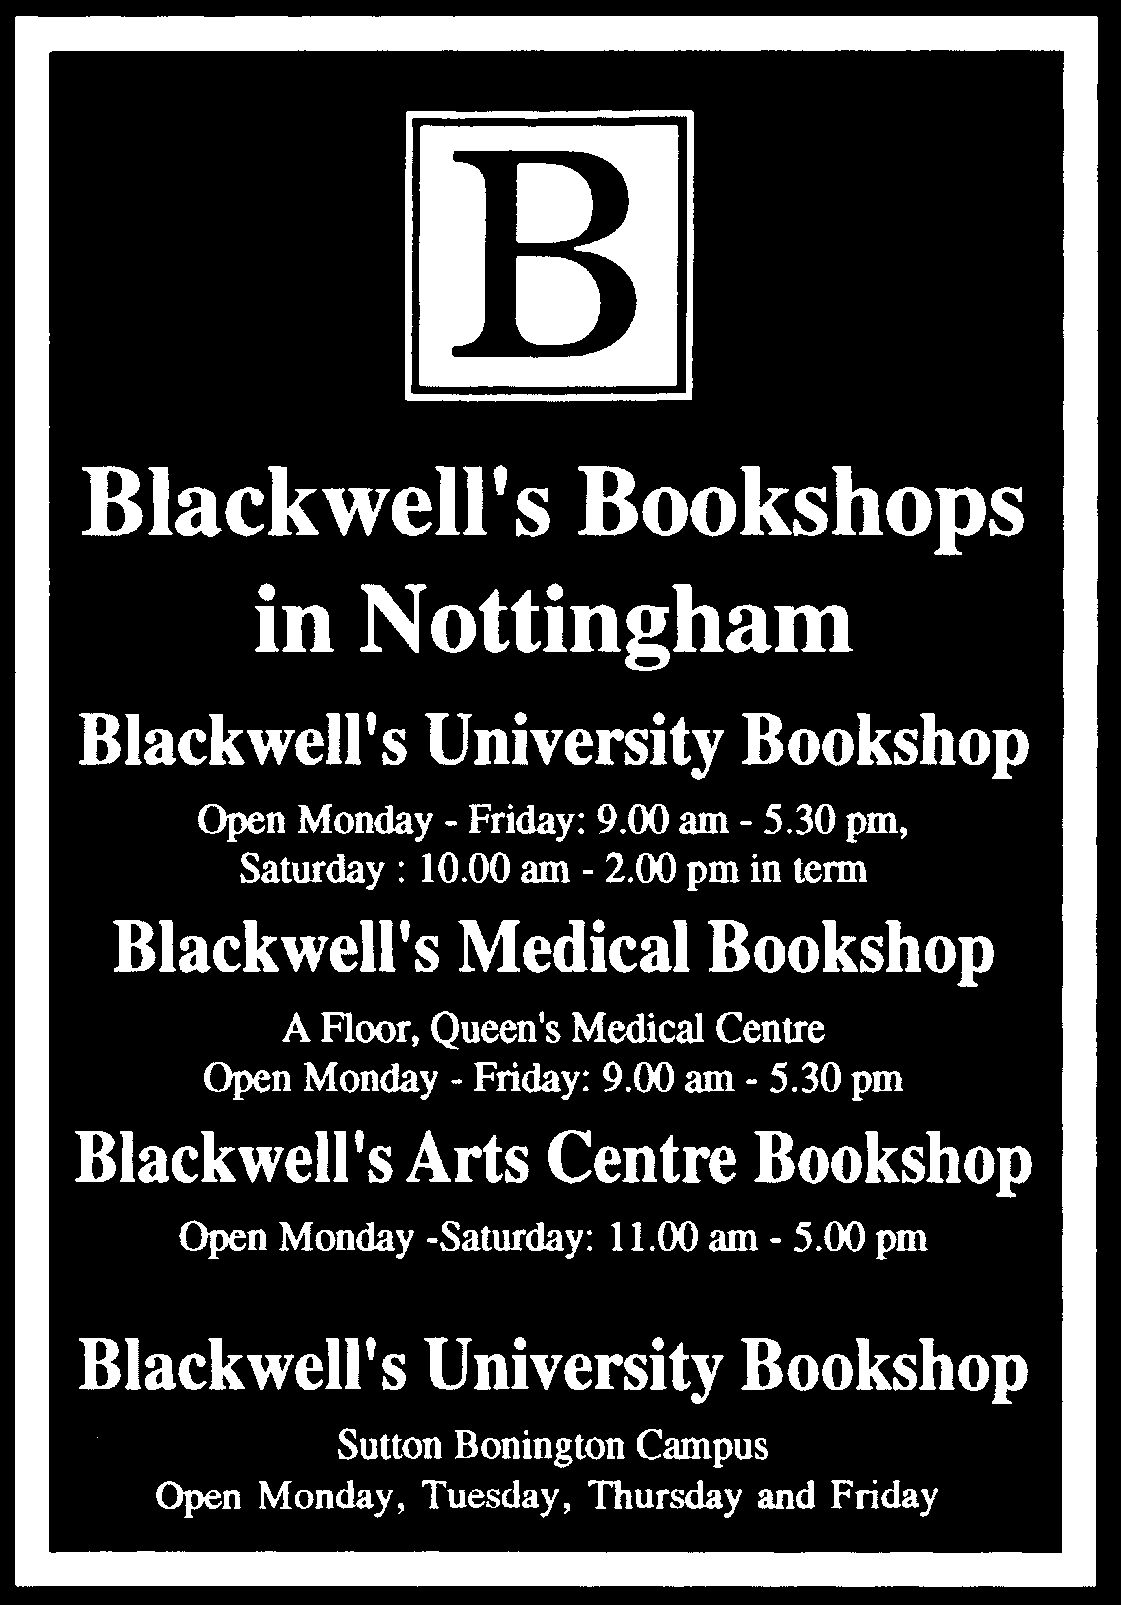 B
Blackwell's Bookshops
in Nottingham
Blackwell's University Bookshop
Open Monday - Friday: 9.00 am - 5.30 pm,
Saturday : 10.00 am - 2.00 pm in term
Blackwell's Medical Bookshop
A Floor, Queen's Medical Centre
Open Monday - Friday: 9.00 am - 5.30 pm
Blackwell's Arts Centre Bookshop
Open Monday -Saturday: 11.00 am - 5.00 pm
Blackwell's University Bookshop
Sutton Bonington Campus
Open Monday, Tuesday, Thursday and Friday